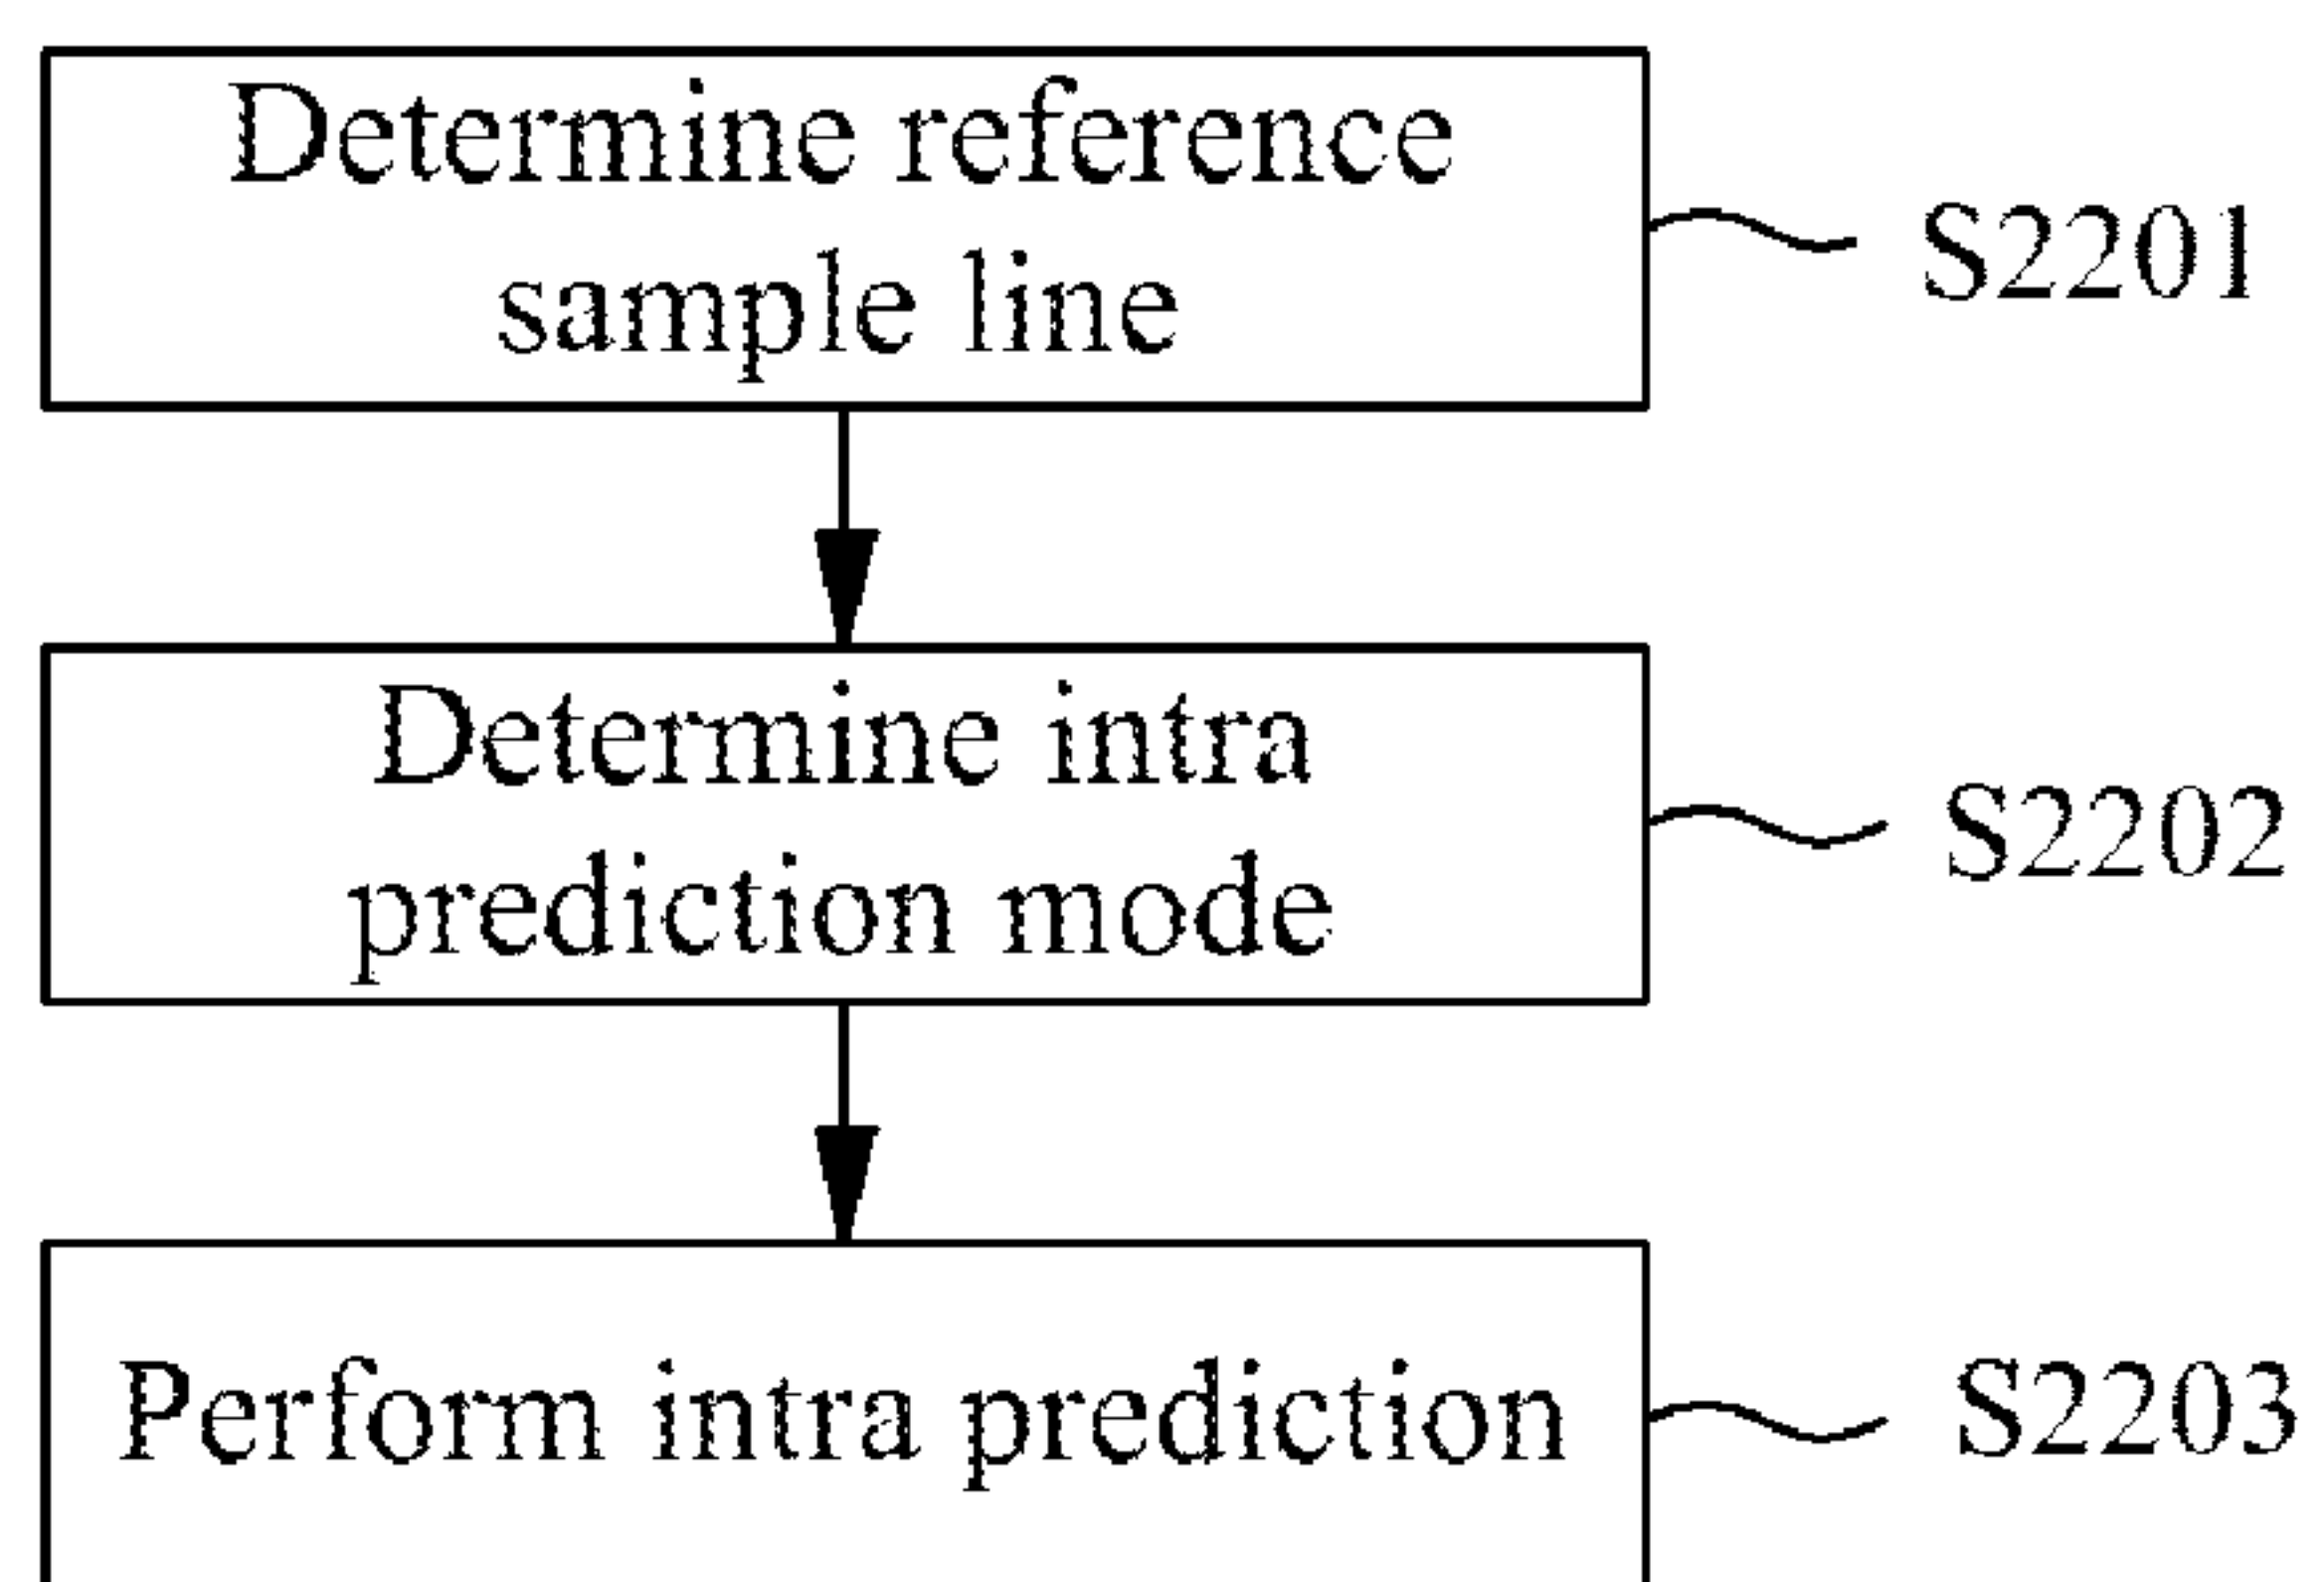 Determine reference
sample line
S2201
Determine intra
prediction mode
S2202
Perform intra prediction
S2203